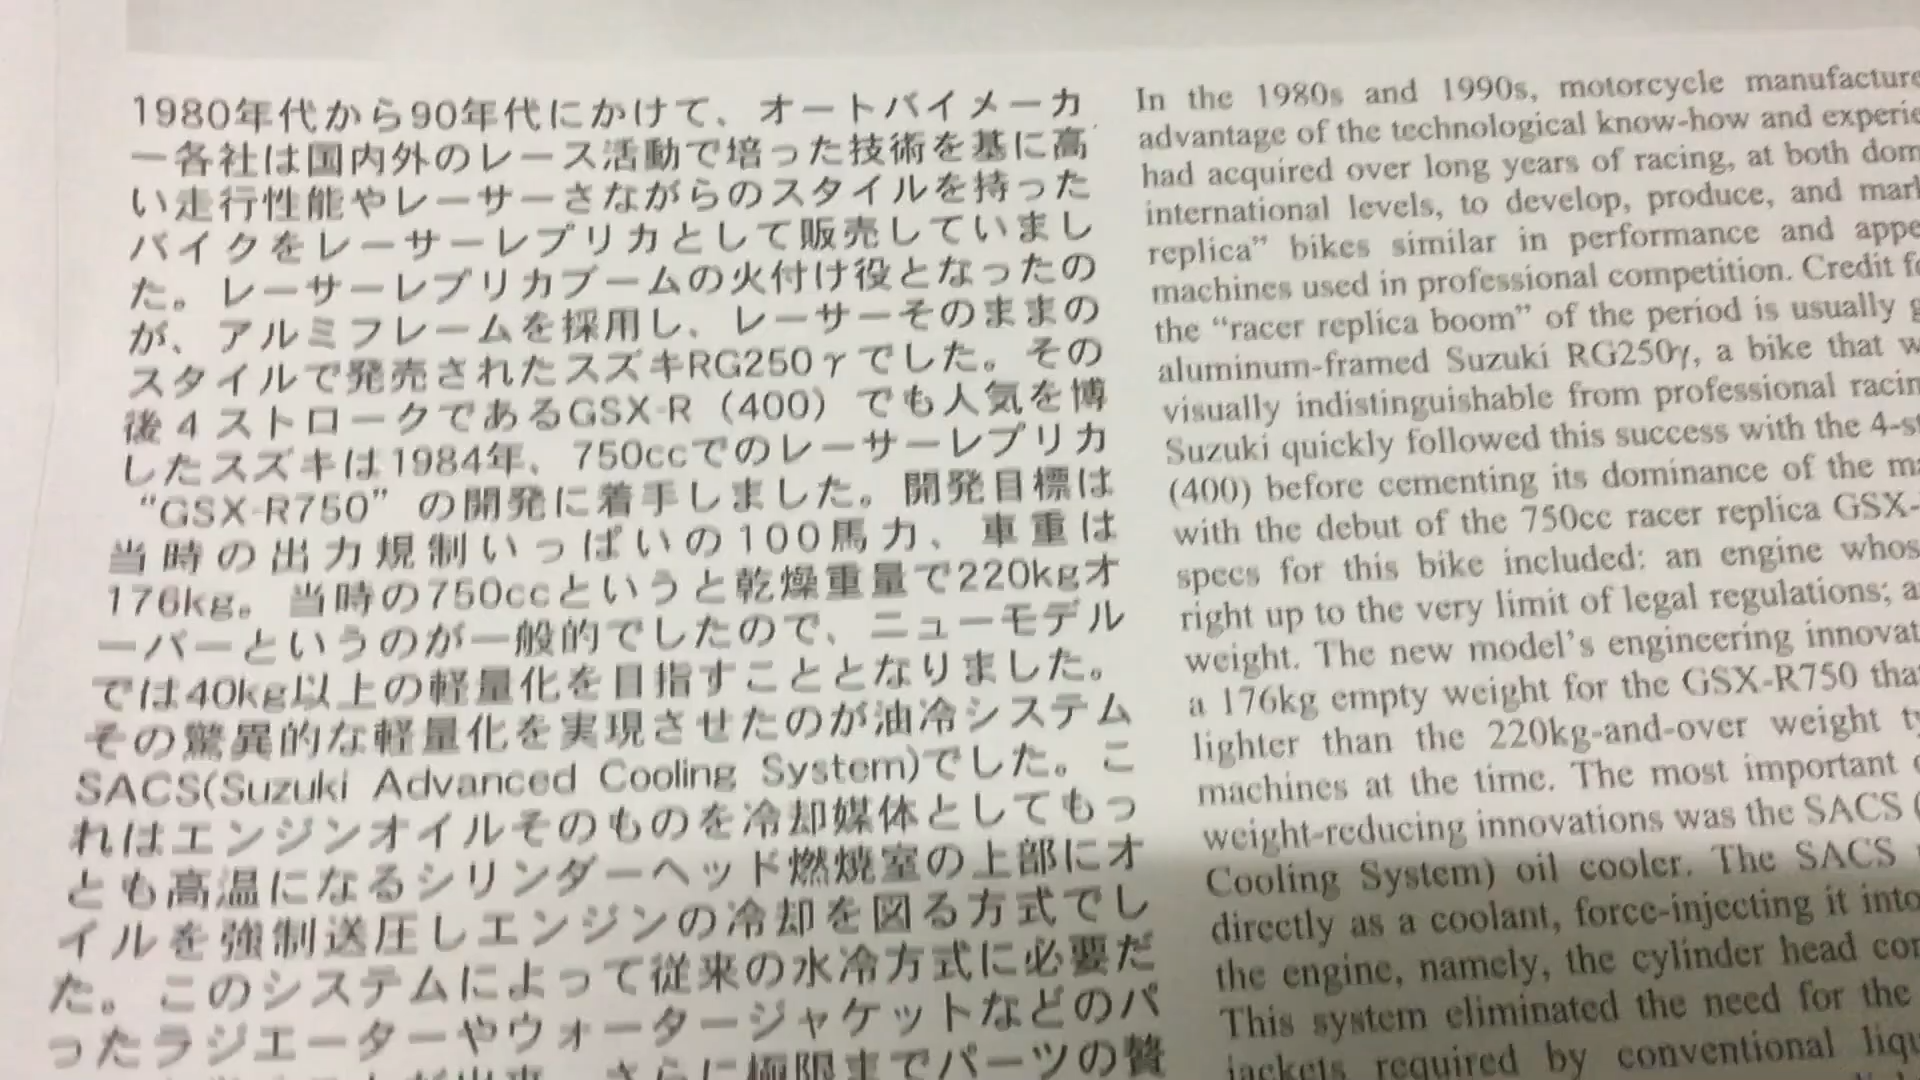 1980年代から90年代にかけて、オートバイメーカ
ー各社は国内外のレース活動で培った技術を基に高
い走行性能やレーサーさながらのスタイルを持った
バイクをレーサーレプリカとして販売していまし
た。レーサーレプリカブームの火付け役となったの
が、アルミフレームを採用し、レーサーそのままの
スタイルで発売されたスズキRG250γでした。その
後4ストロークであるGSX-R（400）でも人気を博
したスズキは1984年、750ccでのレーサーレプリカ
“GSX-R750”の開発に着手しました。開発目標は
当時の出力規制いっぱいの100馬力、車重は
176kg。当時の750ccというと乾燥重量で220kgオ
ーバーというのが一般的でしたので、ニューモデル
では40kg以上の軽量化を目指すこととなりました。
その驚異的な軽量化を実現させたのが油冷システム
SACS(Suzuki Advanced Cooling System)でした。こ
れはエンジンオイルそのものを冷却媒体としてもっ
とも高温になるシリンダーヘッド燃焼室の上部にオ
イルを強制送圧しエンジンの冷却を図る方式でし
た。このシステムによって従来の水冷方式に必要だ
ったラジエーターやウォータージャケットなどのパ
さらに極限までパーツの贅
In the 1980s and 1990s, motorcycle manufacture
advantage of the technological know-how and experie
had acquired over long years of racing, at both dom
international levels, to develop, produce, and mark
replica” bikes similar in performance and appe
machines used in professional competition. Credit f
the “racer replica boom” of the period is usually g
aluminum-framed Suzuki RG250γ, a bike that w
visually indistinguishable from professional racin
Suzuki quickly followed this success with the 4-st
(400) before cementing its dominance of the ma
with the debut of the 750cc racer replica GSX-
specs for this bike included: an engine whos
right up to the very limit of legal regulations; a
weight. The new model’s engineering innovat
a 176kg empty weight for the GSX-R750 tha
lighter than the 220kg-and-over weight ty
machines at the time. The most important
weight-reducing innovations was the SACS (
Cooling System) oil cooler. The SACS
directly as a coolant, force-injecting it into
the engine, namely, the cylinder head con
This system eliminated the need for the
jackets required by conventional liqu